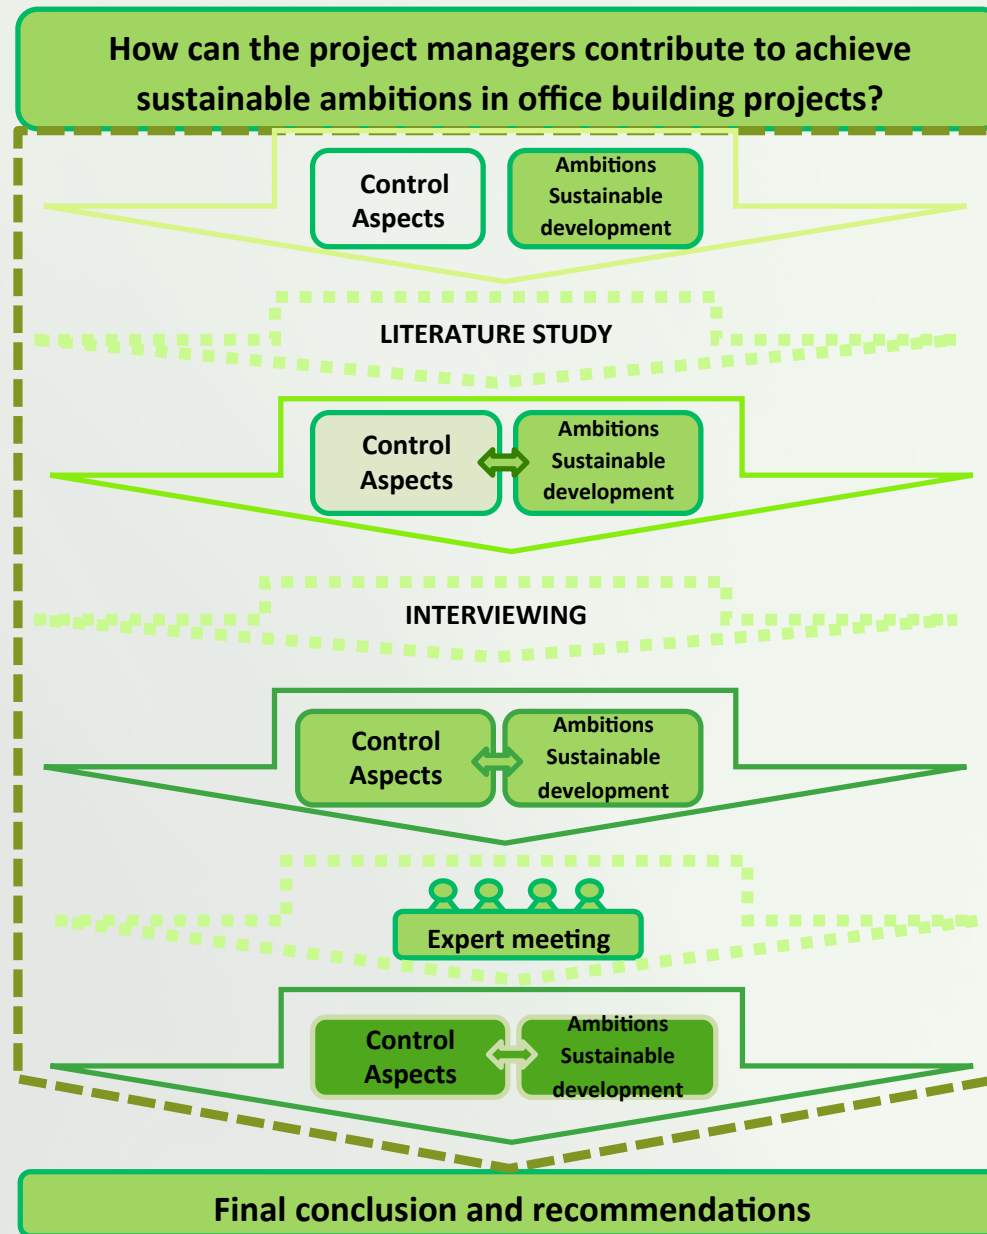 How can the project managers contribute to achieve
sustainable ambitions in office building projects?
Control
Aspects
Ambitions
Sustainable
development
LITERATURE STUDY
Control
Aspects
Ambitions
Sustainable
development
INTERVIEWING
Control
Aspects
Ambitions
Sustainable
development
Expert meeting
Control
Aspects
Ambitions
Sustainable
development
Final conclusion and recommendations